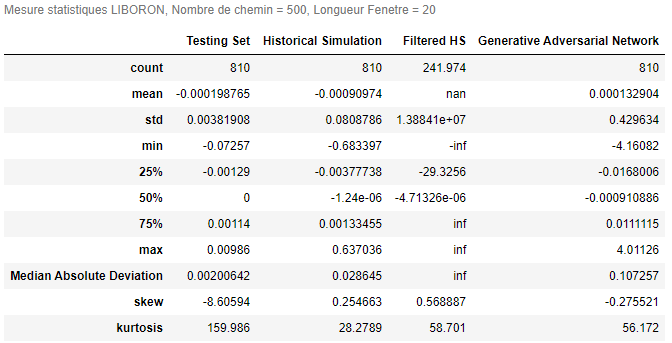 Mesure statistiques LIBORON, Nombre de chemin = 500, Longueur Fenetre = 20
Testing Set Historical Simulation Filtered HS Generative Adversarial Network
count 810 810 241.974 810
mean -0.000198765 -0.00090974 nan 0.000132904
std 0.00381908 0.0808786 1.38841e+07 0.429634
min -0.07257 -0.683397 -inf -4.16082
25% -0.00129 -0.00377738 -29.3256 -0.0168006
50% 0 -1.24e-06 -4.71326e-06 -0.000910886
75% 0.00114 0.00133455 inf 0.0111115
max 0.00986 0.637036 inf 4.01126
Median Absolute Deviation 0.00200642 0.028645 inf 0.107257
skew -8.60594 0.254663 0.568887 -0.275521
kurtosis 159.986 28.2789 58.701 56.172